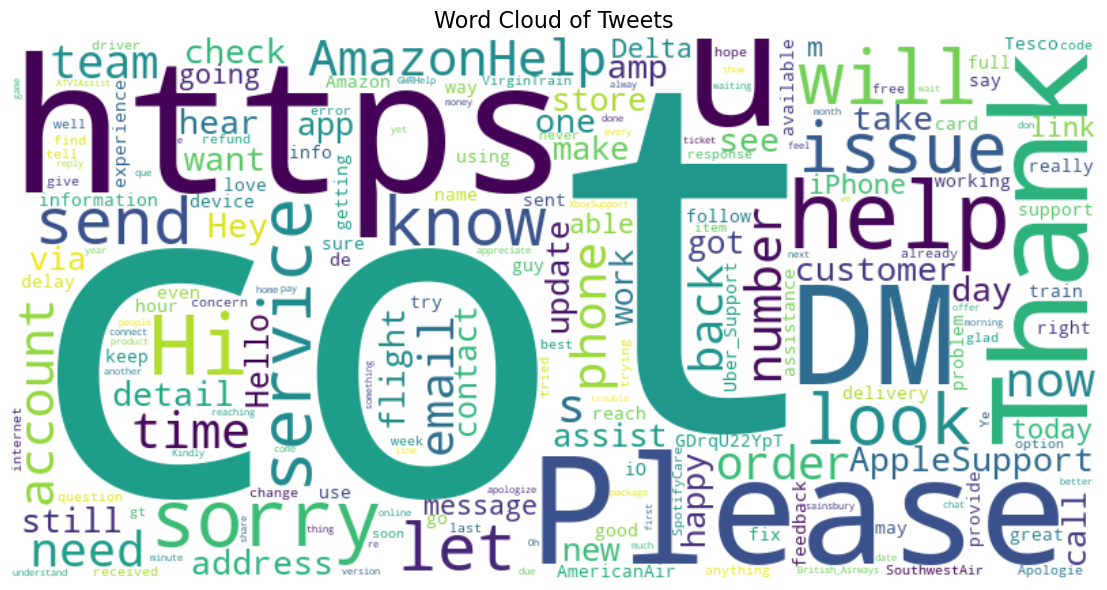 Word Cloud of Tweets
driver
check
AmazonHelp
Delta
m
will
full
Tesco
code
team
going
amp
hope
say
ATVIAssist
Amazon
GWRHelp
VirginTrain
way
always
show
waiting
available
free
wait
https
u
game
well
find
tell
reply
give
experience
hear
want
refund
app
error
info
money
yet
using
store
one
make
never
done
every
see
ticket
response
take
card
month
feel
don
link
issue
really
Thank
information
love
device
getting
name
sent
XboxSupport
able
follow
item
got
help
iPhone
working
ve
support
send
Hey
know
sure
de
appreciate
guy
update
work
back
number
next
already
customer
via
year
delay
even
hour
concern
home
pay
service
co
t
try
Uber_Support
assistance
DM
day
offer
morning
glad
train
right
account
people
connect
product
keep
another
Hi
Hello
something
flight
email
contact
best
tried
phone
trying
problem
delivery
now
detail
time
reaching
Kindly
come
week
line
s
trouble
reach
look
Ye
option
today
internet
assist
GDrqU22YpT
order
AppleSupport
question
gt
change
use
message
apologize
iO
package
SpotifyCare
happy
Please
sainsbury
chat
better
still
sorry
share
thing
online
soon
re
go
last
Oh
first
good
much
fix
feedback
may
date
provide
great
call
need
minute
address
version
let
new
anything
understand
received
due
AmericanAir
British_Airways
SouthwestAir
Apologie
que